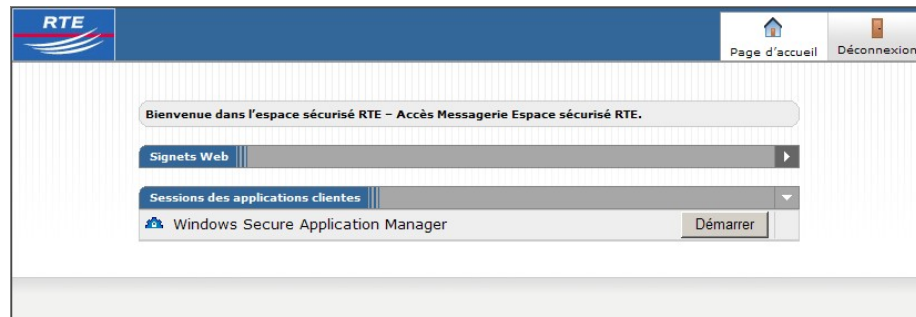 RTE
Page d'accueil
Déconnexion
Bienvenue dans l'espace sécurisé RTE – Accès Messagerie Espace sécurisé RTE.
Signets Web
Sessions des applications clientes
Windows Secure Application Manager
Démarrer